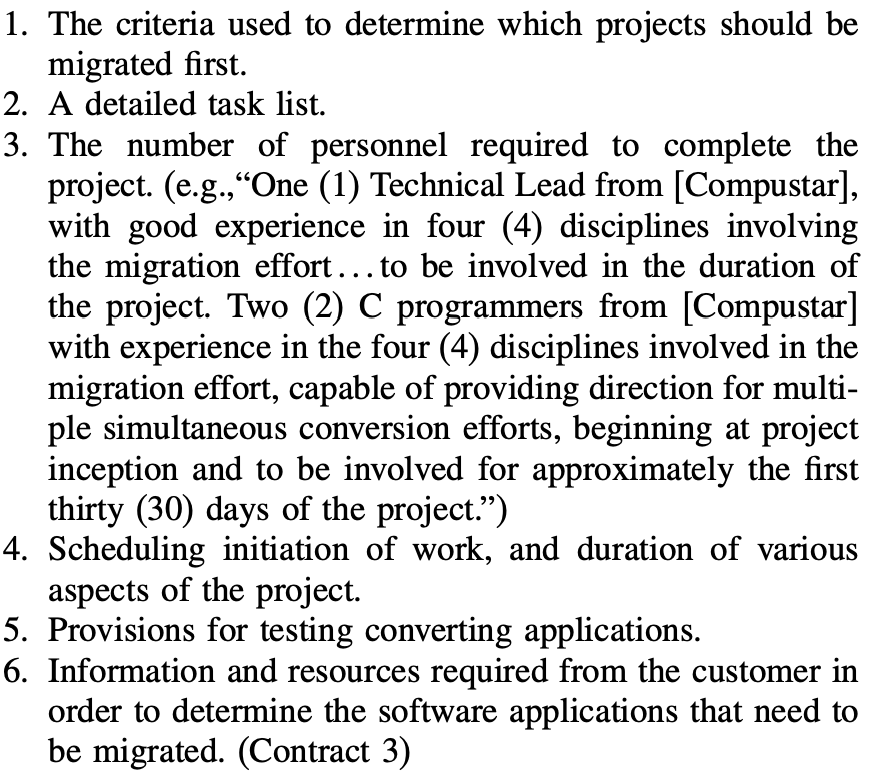 1. The criteria used to determine which projects should be
migrated first.
2. A detailed task list.
3. The number of personnel required to complete the
project. (e.g.,“One (1) Technical Lead from [Compustar],
with good experience in four (4) disciplines involving
the migration effort...to be involved in the duration of
the project. Two (2) C programmers from [Compustar]
with experience in the four (4) disciplines involved in the
migration effort, capable of providing direction for multi-
ple simultaneous conversion efforts, beginning at project
inception and to be involved for approximately the first
thirty (30) days of the project.”)
4. Scheduling initiation of work, and duration of various
aspects of the project.
5. Provisions for testing converting applications.
6. Information and resources required from the customer in
order to determine the software applications that need to
be migrated. (Contract 3)